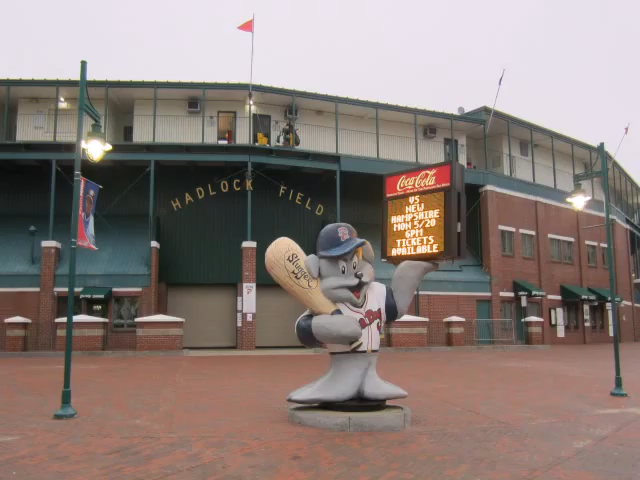 HADLOCK FIELD
Coca-Cola
VS
NEW
HAMPSHIRE
MON 5/20
6PM
TICKETS
AVAILABLE
Slugger